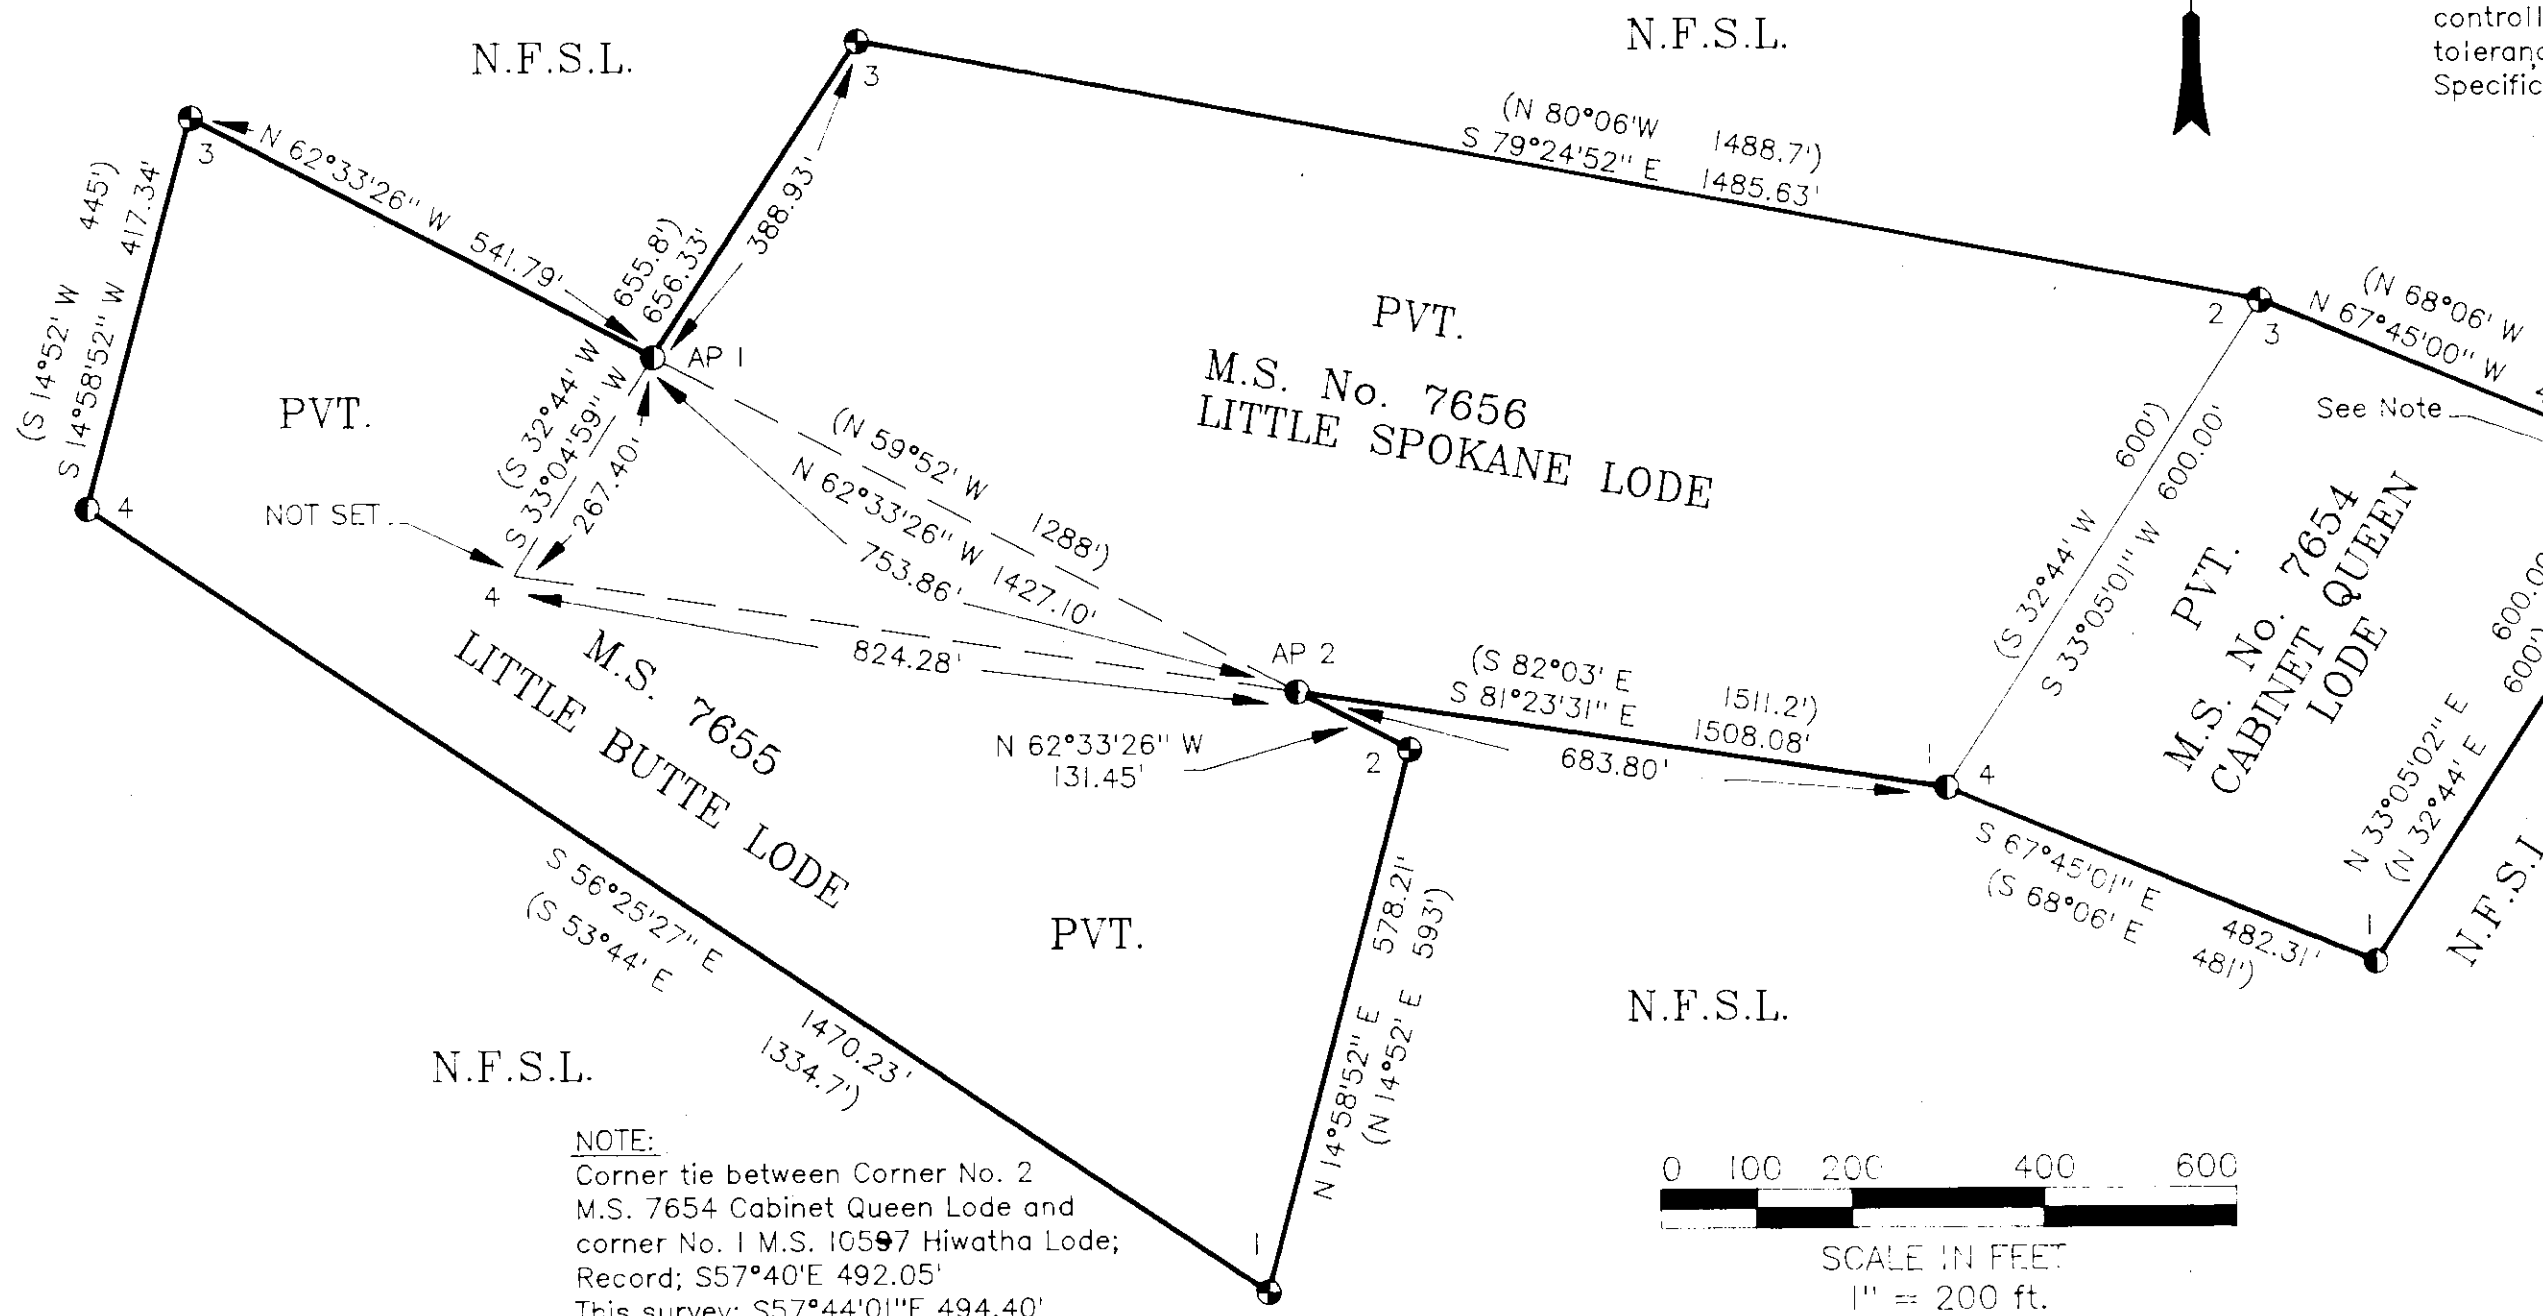 N.F.S.L.
N.F.S.L.
controll
toleranc
Specific
3
3
N 62°33'26" W 541.79'
(S 14°52' W 445')
S 14°58'52" W 417.34'
655.8')
656.33'
388.93'
(N 80°06'W 1488.7')
S 79°24'52" E 1485.63'
2
3
(N 68°06' W
N 67°45'00" W
See Note
AP 1
PVT.
PVT.
M.S. No. 7656
LITTLE SPOKANE LODE
(S 32°44' W
S 33°04'59" W
267.40'
NOT SET
4
4
(N 59°52' W 1288')
N 62°33'26" W 1427.10'
753.86'
824.28'
AP 2
(S 82°03' E 1511.2')
S 81°23'31" E 1508.08'
683.80'
N 62°33'26" W
131.45'
2
1
4
(S 32°44' W 600')
S 33°05'01" W 600.00'
PVT.
M.S. No. 7654
CABINET QUEEN
LODE
600.00
600')
N 33°05'02" E
(N 32°44' E
M.S. 7655
LITTLE BUTTE LODE
S 56°25'27" E 1470.23'
(S 53°44' E 1334.7')
PVT.
N 14°58'52" E 578.21'
(N 14°52' E 593')
S 67°45'01" E 482.31'
(S 68°06' E 481')
1
N.F.S.L
N.F.S.L.
N.F.S.L.
1
NOTE:
Corner tie between Corner No. 2
M.S. 7654 Cabinet Queen Lode and
corner No. 1 M.S. 10597 Hiwatha Lode;
Record; S57°40'E 492.05'
This survey; S57°44'01"E 494.40'
0 100 200 400 600
SCALE IN FEET
1" = 200 ft.